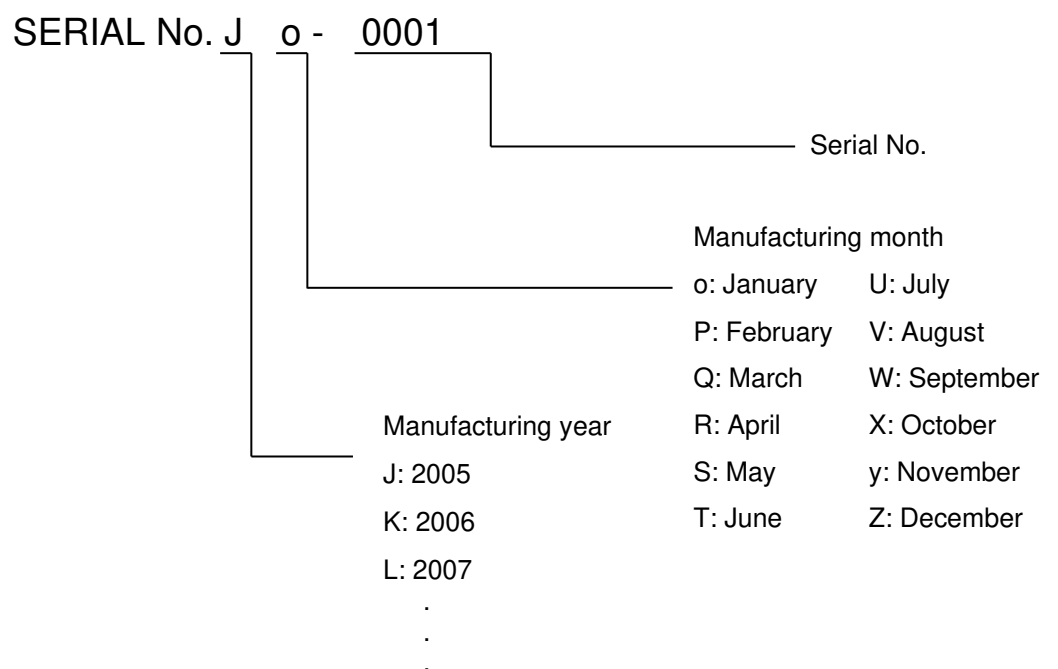 SERIAL No. J o - 0001
Serial No.
Manufacturing month
o: January U: July
P: February V: August
Q: March W: September
R: April X: October
S: May y: November
T: June Z: December
Manufacturing year
J: 2005
K: 2006
L: 2007
.
.
.